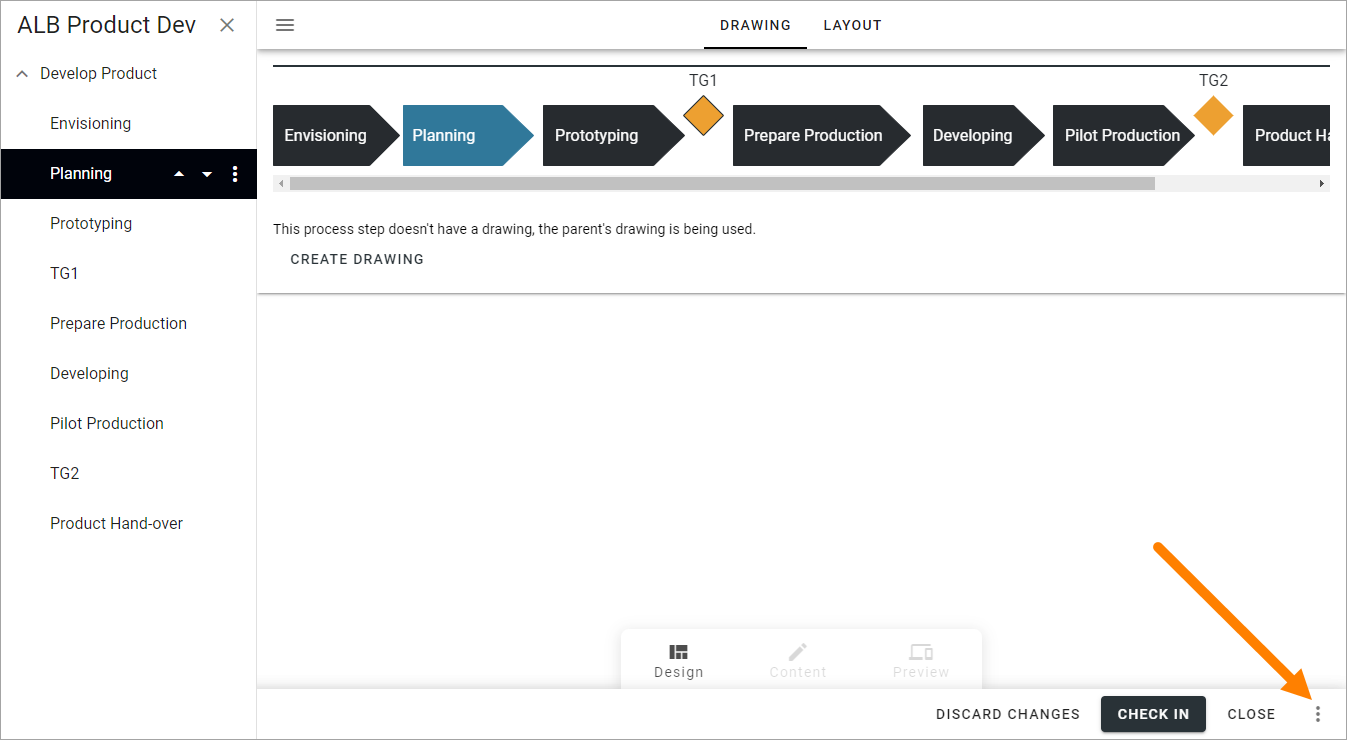 ALB Product Dev
Develop Product
Envisioning
Planning
Prototyping
TG1
Prepare Production
Developing
Pilot Production
TG2
Product Hand-over
DRAWING LAYOUT
TG1 TG2
Envisioning Planning Prototyping Prepare Production Developing Pilot Production Product Ha
This process step doesn't have a drawing, the parent's drawing is being used.
CREATE DRAWING
Design Content Preview
DISCARD CHANGES CHECK IN CLOSE